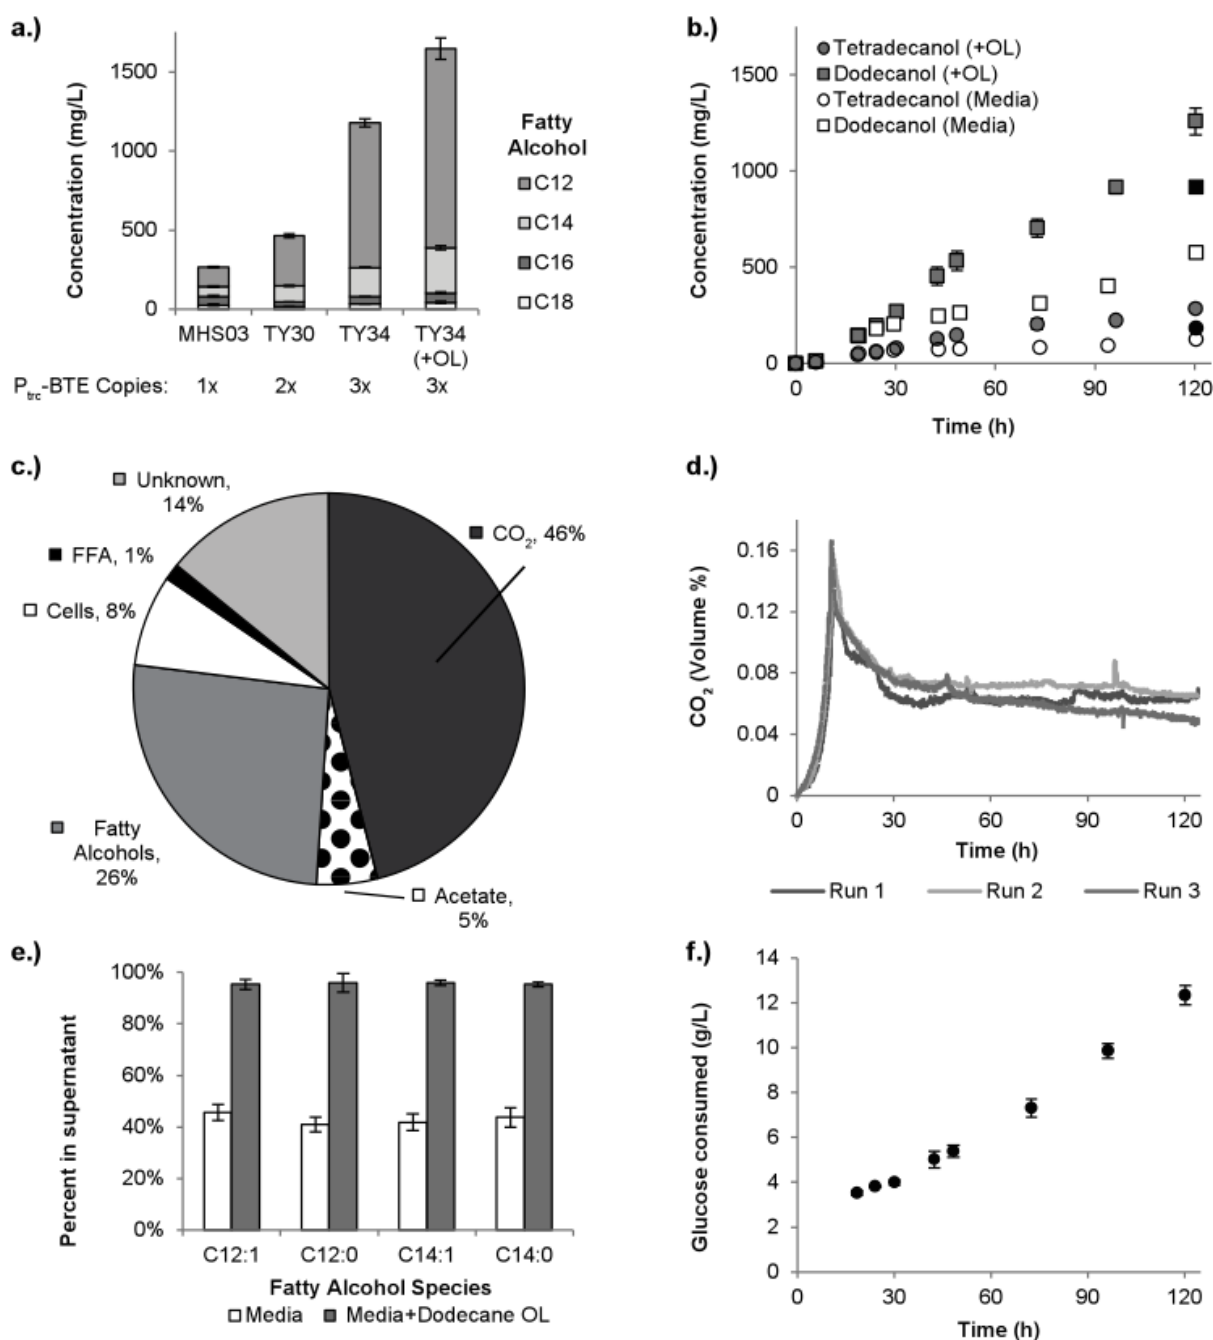 a.)
Concentration (mg/L)
1500
1000
500
0
MHS03 TY30 TY34 TY34
(+OL)
Ptrc-BTE Copies: 1x 2x 3x 3x
Fatty
Alcohol
C12
C14
C16
C18
b.)
Concentration (mg/L)
Tetradecanol (+OL)
Dodecanol (+OL)
Tetradecanol (Media)
Dodecanol (Media)
1500
1000
500
0
0 30 60 90 120
Time (h)
c.)
Unknown,
14%
CO2, 46%
FFA, 1%
Cells, 8%
Fatty
Alcohols,
26%
Acetate,
5%
d.)
CO2 (Volume %)
0.16
0.12
0.08
0.04
0
0 30 60 90 120
Time (h)
Run 1 Run 2 Run 3
e.)
Percent in supernatant
100%
80%
60%
40%
20%
0%
C12:1 C12:0 C14:1 C14:0
Fatty Alcohol Species
Media Media+Dodecane OL
f.)
Glucose consumed (g/L)
14
12
10
8
6
4
2
0
0 30 60 90 120
Time (h)